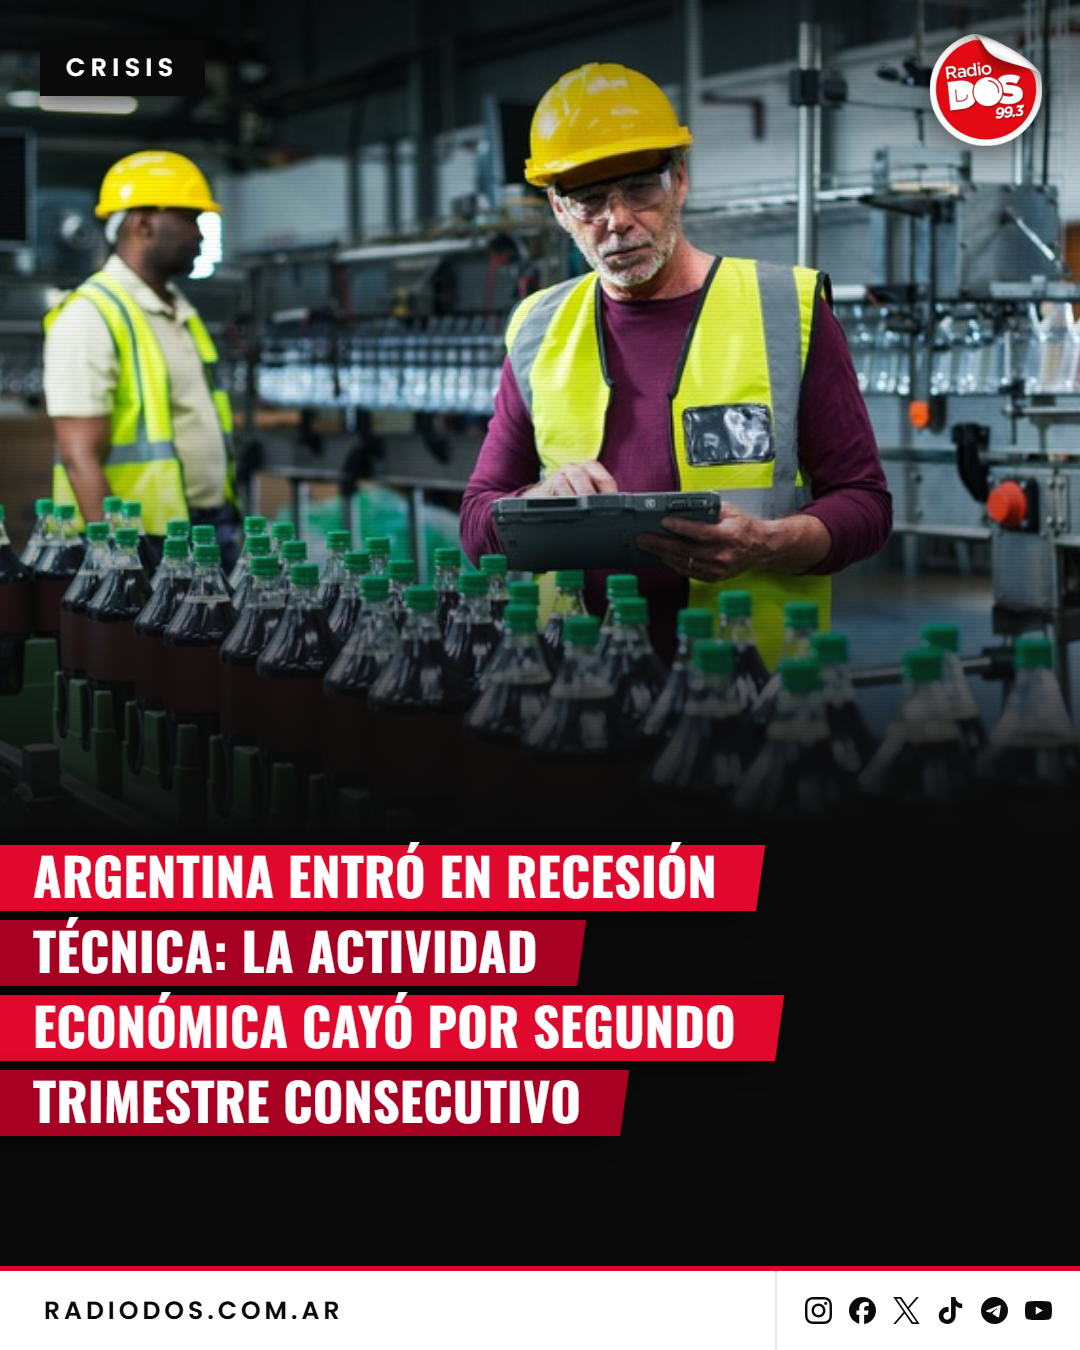 CRISIS
Radio
DOS
99.3
ARGENTINA ENTRÓ EN RECESIÓN
TÉCNICA: LA ACTIVIDAD
ECONÓMICA CAYÓ POR SEGUNDO
TRIMESTRE CONSECUTIVO
RADIODOS.COM.AR